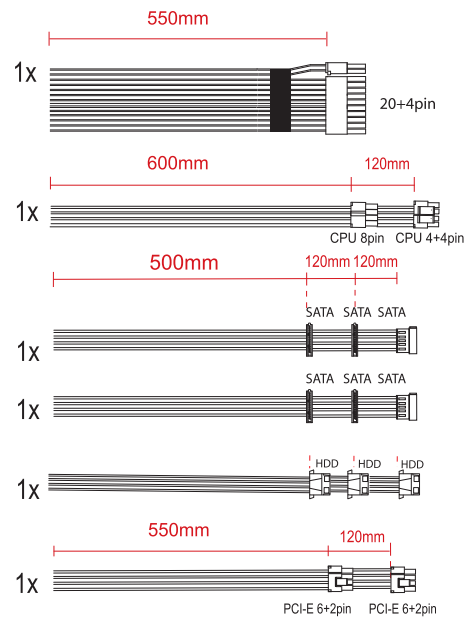 550mm
1x
20+4pin
600mm
120mm
1x
CPU 8pin
CPU 4+4pin
500mm
120mm
120mm
SATA
SATA
SATA
1x
SATA
SATA
SATA
1x
HDD
HDD
HDD
1x
550mm
120mm
1x
PCI-E 6+2pin
PCI-E 6+2pin